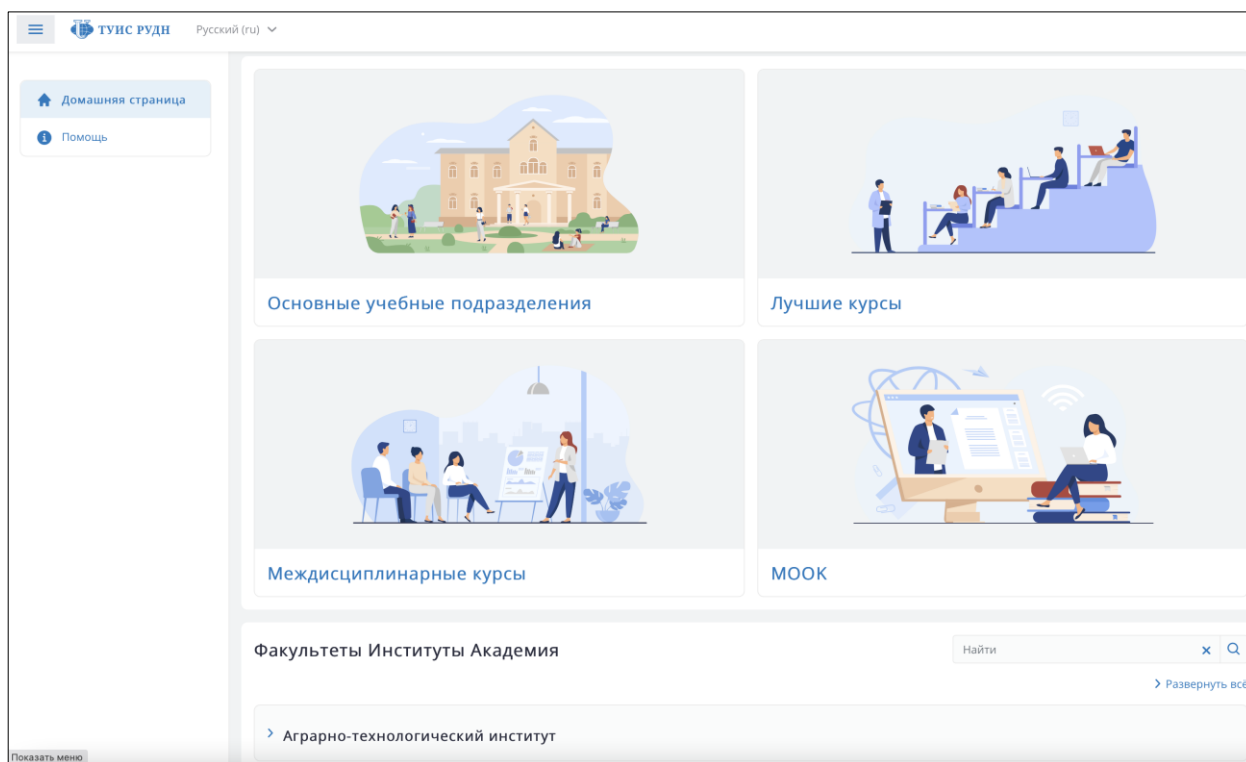 ТУИС РУДН Русский (ru)
Домашняя страница
Помощь
Основные учебные подразделения
Лучшие курсы
Междисциплинарные курсы
МООК
Факультеты Институты Академия
Найти
Развернуть всё
Аграрно-технологический институт
Показать меню